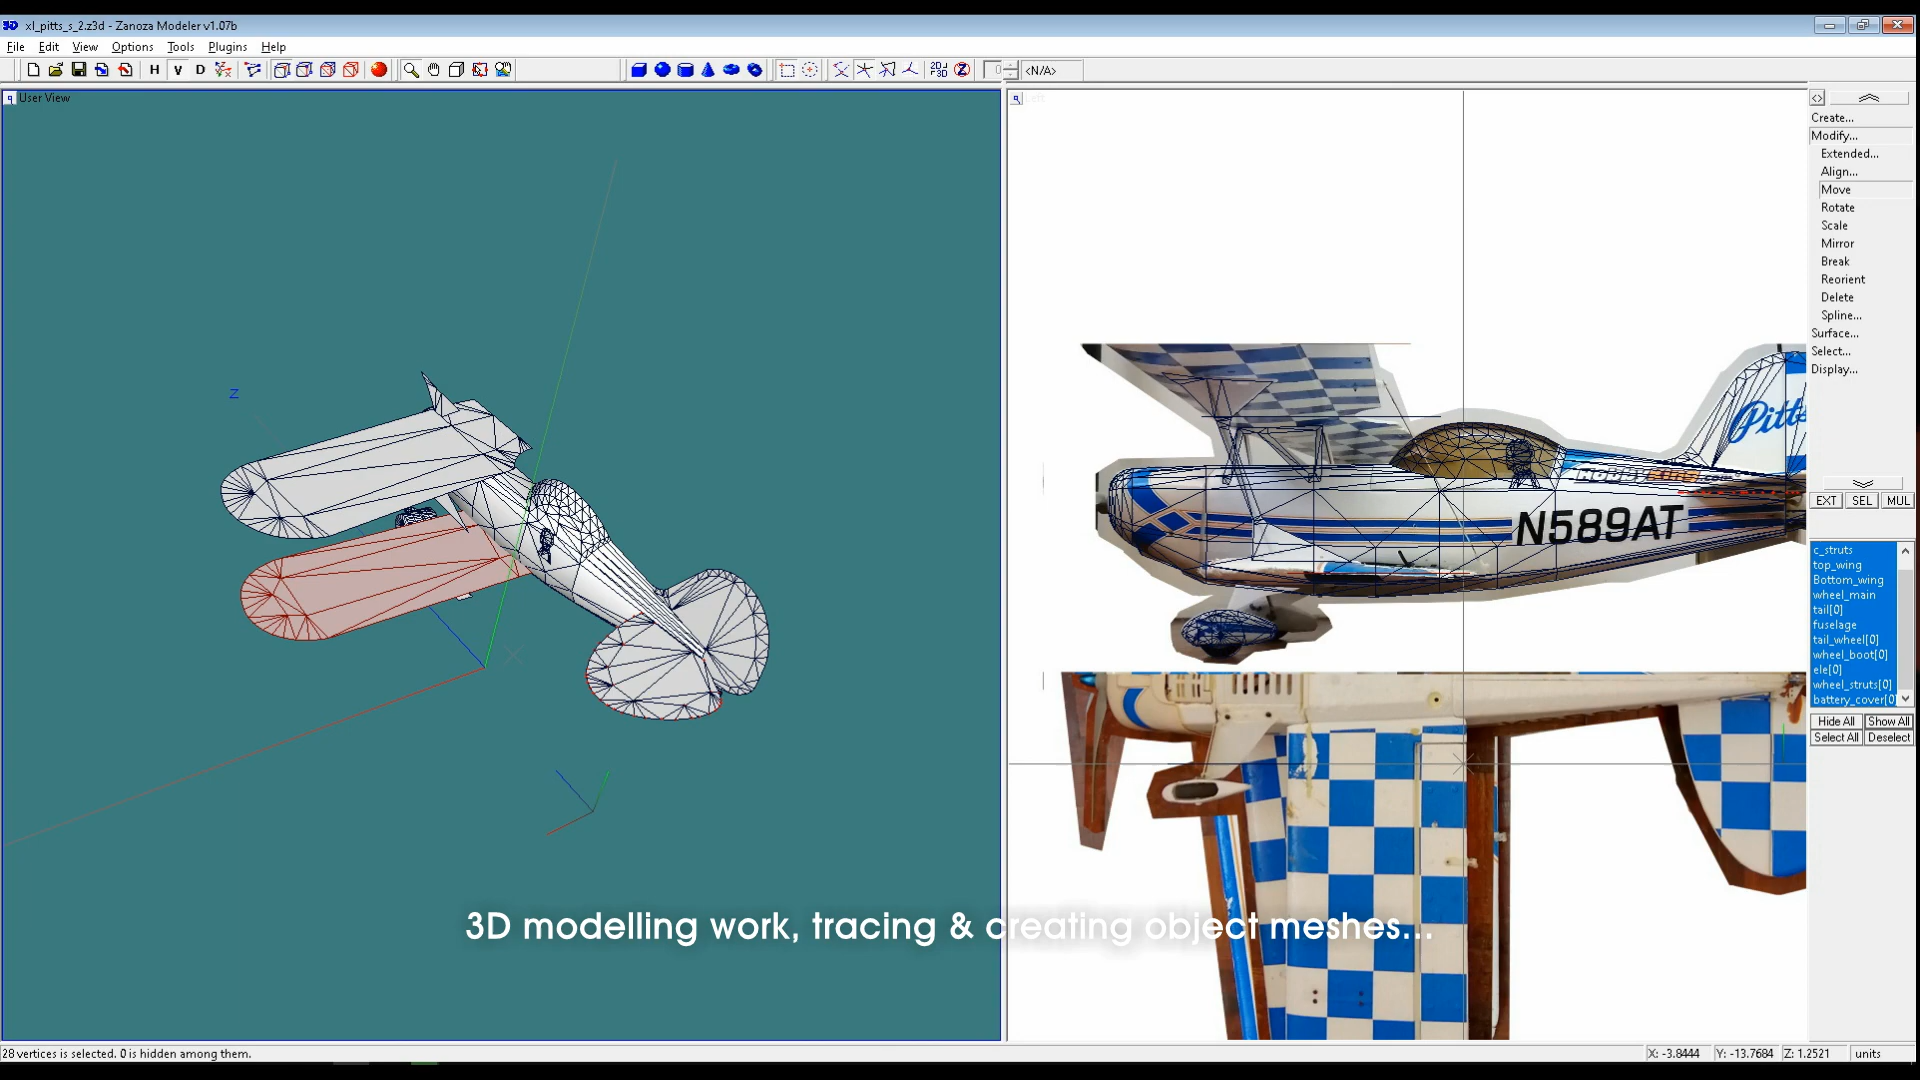 xl_pitts_s_2.z3d - Zanoza Modeler v1.07b
File Edit View Options Tools Plugins Help
H V D <N/A>
User View
Left
Create...
Modify...
Extended...
Align...
Move
Rotate
Scale
Mirror
Break
Reorient
Delete
Spline...
Surface...
Select...
Display...
EXT SEL MUL
c_struts
top_wing
Bottom_wing
wheel_main
tail[0]
fuselage
tail_wheel[0]
wheel_boot[0]
ele[0]
wheel_struts[0]
battery_cover[0]
Hide All Show All
Select All Deselect
Z
Pitts
N589AT
3D modelling work, tracing & creating object meshes...
28 vertices is selected. 0 is hidden among them.
X: -3.8444 Y: -13.7684 Z: 1.2521 units